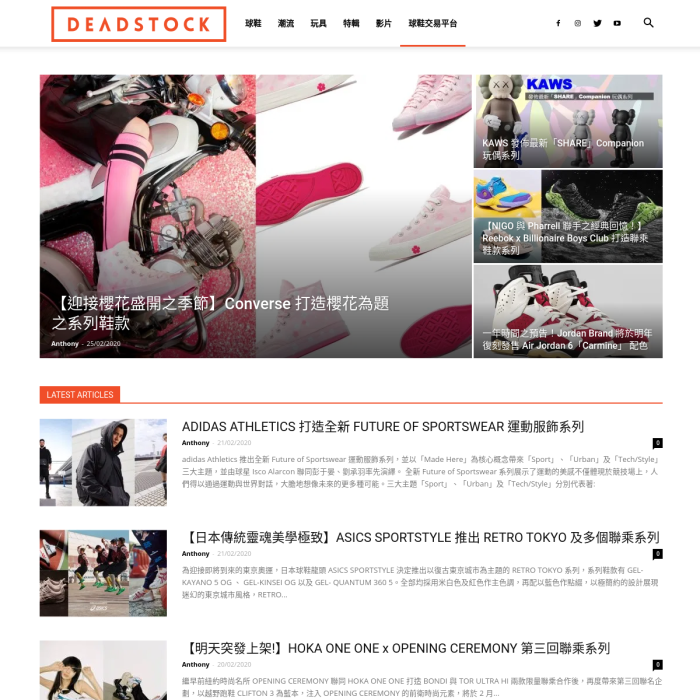 DEADSTOCK
球鞋 潮流 玩具 特輯 影片 球鞋交易平台
KAWS
KAWS 發佈最新「SHARE」Companion
玩偶系列
【NIGO 與 Pharrell 聯手之經典回憶！】
Reebok x Billionaire Boys Club 打造聯乘
鞋款系列
一年時間之預告！Jordan Brand 將於明年
復刻發售 Air Jordan 6「Carmine」 配色
【迎接櫻花盛開之季節】Converse 打造櫻花為題
之系列鞋款
Anthony - 25/02/2020
LATEST ARTICLES
ADIDAS ATHLETICS 打造全新 FUTURE OF SPORTSWEAR 運動服飾系列
Anthony - 21/02/2020
0
adidas Athletics 推出全新 Future of Sportswear 運動服飾系列，並以「Made Here」為核心概念帶來「Sport」、「Urban」及「Tech/Style」
三大主題，並由球星 Isco Alarcon 聯同彭于晏、劉承羽率先演繹。 全新 Future of Sportswear 系列展示了運動的美感不僅體現於競技場上，人
們得以通過運動與世界對話，大膽地想像未來的更多種可能。三大主題「Sport」、「Urban」及「Tech/Style」分別代表著:
【日本傳統靈魂美學極致】ASICS SPORTSTYLE 推出 RETRO TOKYO 及多個聯乘系列
Anthony - 21/02/2020
0
為迎接即將到來的東京奧運，日本球鞋龍頭 ASICS SPORTSTYLE 決定推出以復古東京城市為主題的 RETRO TOKYO 系列，系列鞋款有 GEL-
KAYANO 5 OG 、 GEL-KINSEI OG 以及 GEL- QUANTUM 360 5。全部均採用米白色及紅色作主色調，再配以藍色作點綴，以極簡約的設計展現
迷幻的東京城市風格，RETRO...
【明天突發上架!】HOKA ONE ONE x OPENING CEREMONY 第三回聯乘系列
Anthony - 20/02/2020
0
繼早前紐約時尚名所 OPENING CEREMONY 聯同 HOKA ONE ONE 打造 BONDI 與 TOR ULTRA HI 兩款限量聯乘合作後，再度帶來第三回聯名企
劃，以越野跑鞋 CLIFTON 3 為藍本，注入 OPENING CEREMONY 的前衛時尚元素，將於 2 月...